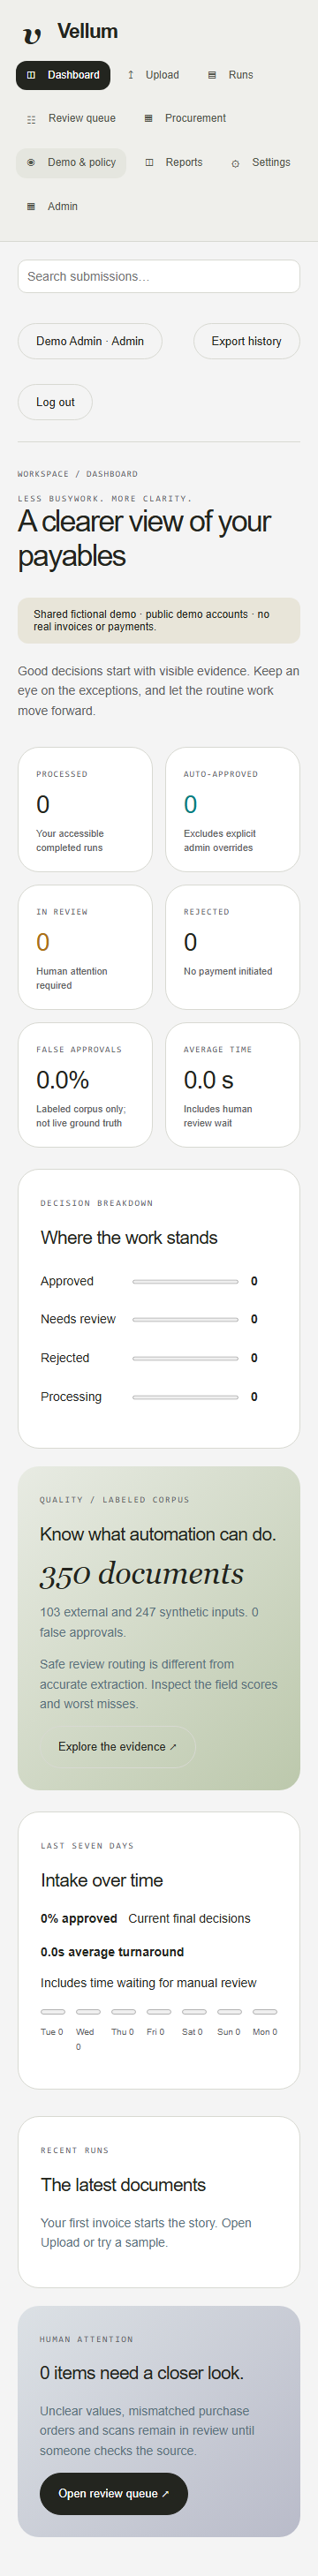 Vellum
Dashboard
Upload
Runs
Review queue
Procurement
Demo & policy
Reports
Settings
Admin
Search submissions...
Demo Admin · Admin
Export history
Log out
WORKSPACE / DASHBOARD
LESS BUSYWORK. MORE CLARITY.
A clearer view of your
payables
Shared fictional demo · public demo accounts · no
real invoices or payments.
Good decisions start with visible evidence. Keep an
eye on the exceptions, and let the routine work
move forward.
PROCESSED
0
Your accessible
completed runs
AUTO-APPROVED
0
Excludes explicit
admin overrides
IN REVIEW
0
Human attention
required
REJECTED
0
No payment initiated
FALSE APPROVALS
0.0%
Labeled corpus only;
not live ground truth
AVERAGE TIME
0.0 s
Includes human
review wait
DECISION BREAKDOWN
Where the work stands
Approved 0
Needs review 0
Rejected 0
Processing 0
QUALITY / LABELED CORPUS
Know what automation can do.
350 documents
103 external and 247 synthetic inputs. 0
false approvals.
Safe review routing is different from
accurate extraction. Inspect the field scores
and worst misses.
Explore the evidence ↗
LAST SEVEN DAYS
Intake over time
0% approved Current final decisions
0.0s average turnaround
Includes time waiting for manual review
Tue 0
Wed
0
Thu 0
Fri 0
Sat 0
Sun 0
Mon 0
RECENT RUNS
The latest documents
Your first invoice starts the story. Open
Upload or try a sample.
HUMAN ATTENTION
0 items need a closer look.
Unclear values, mismatched purchase
orders and scans remain in review until
someone checks the source.
Open review queue ↗